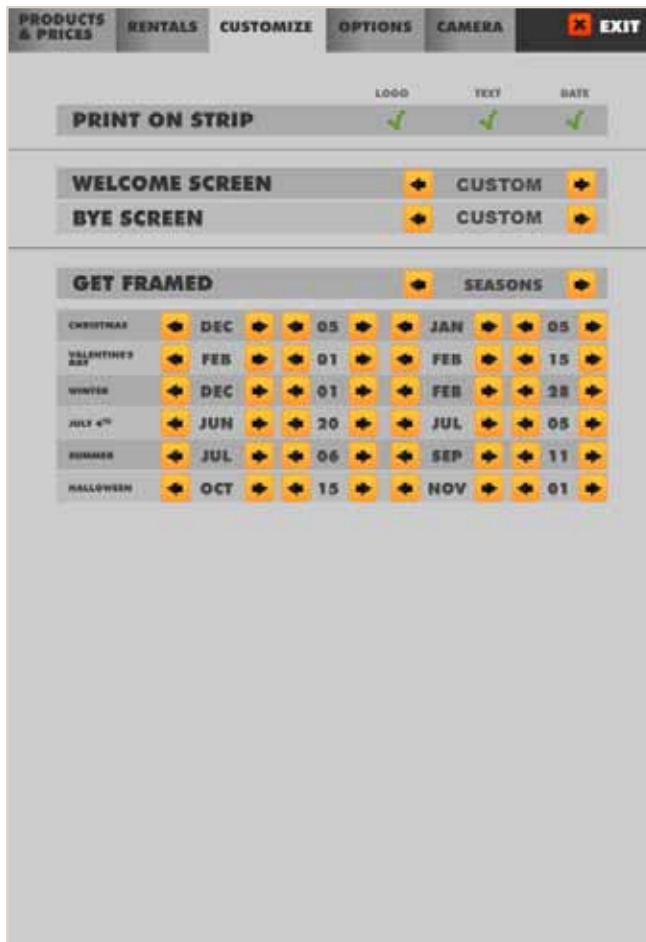 PRODUCTS & PRICES RENTALS CUSTOMIZE OPTIONS CAMERA EXIT
LOGO TEXT DATE
PRINT ON STRIP
WELCOME SCREEN CUSTOM
BYE SCREEN CUSTOM
GET FRAMED SEASONS
CHRISTMAS DEC 05 JAN 05
VALENTINE'S DAY FEB 01 FEB 15
WINTER DEC 01 FEB 28
JULY 4TH JUN 20 JUL 05
SUMMER JUL 06 SEP 11
HALLOWEEN OCT 15 NOV 01